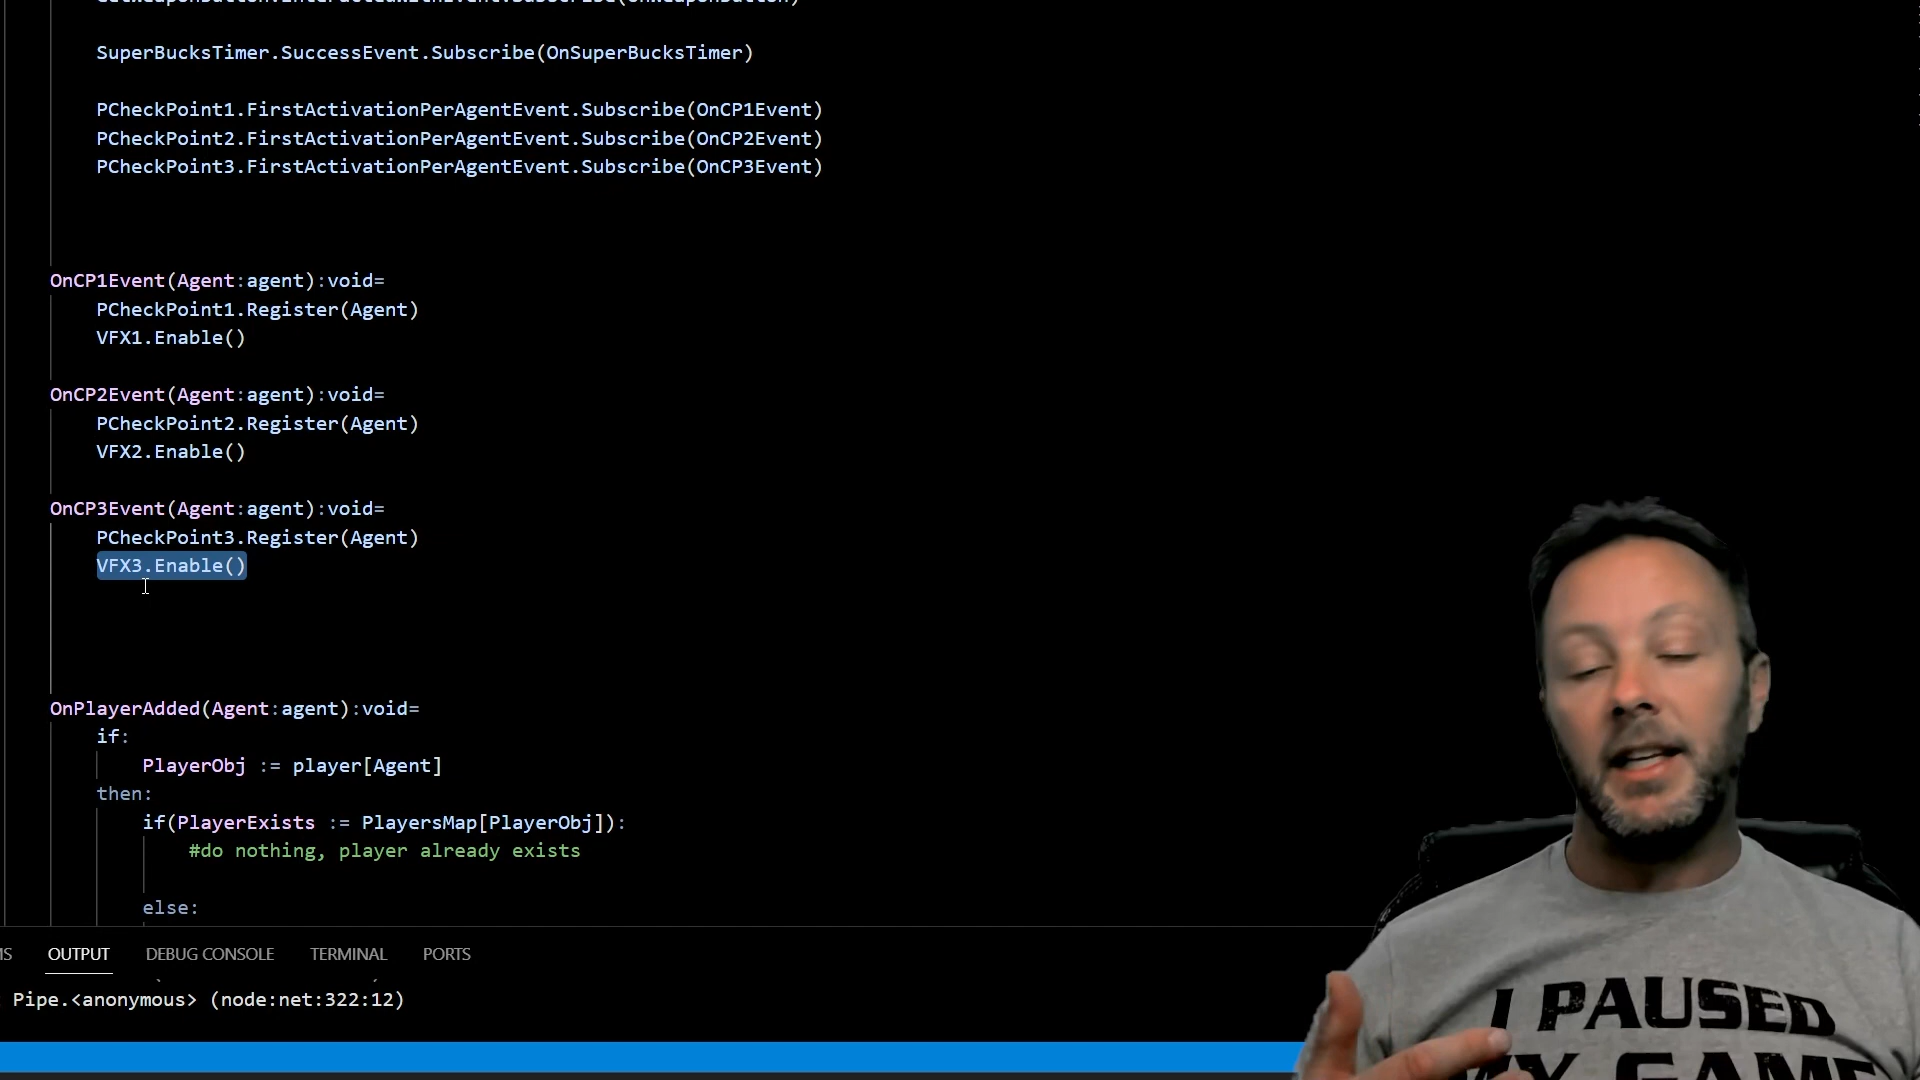 SuperBucksTimer.SuccessEvent.Subscribe(OnSuperBucksTimer)
PCheckPoint1.FirstActivationPerAgentEvent.Subscribe(OnCP1Event)
PCheckPoint2.FirstActivationPerAgentEvent.Subscribe(OnCP2Event)
PCheckPoint3.FirstActivationPerAgentEvent.Subscribe(OnCP3Event)
OnCP1Event(Agent:agent):void=
PCheckPoint1.Register(Agent)
VFX1.Enable()
OnCP2Event(Agent:agent):void=
PCheckPoint2.Register(Agent)
VFX2.Enable()
OnCP3Event(Agent:agent):void=
PCheckPoint3.Register(Agent)
VFX3.Enable()
OnPlayerAdded(Agent:agent):void=
if:
PlayerObj := player[Agent]
then:
if(PlayerExists := PlayersMap[PlayerObj]):
#do nothing, player already exists
else:
OUTPUT DEBUG CONSOLE TERMINAL PORTS
Pipe.<anonymous> (node:net:322:12)
I PAUSED
MY GAME